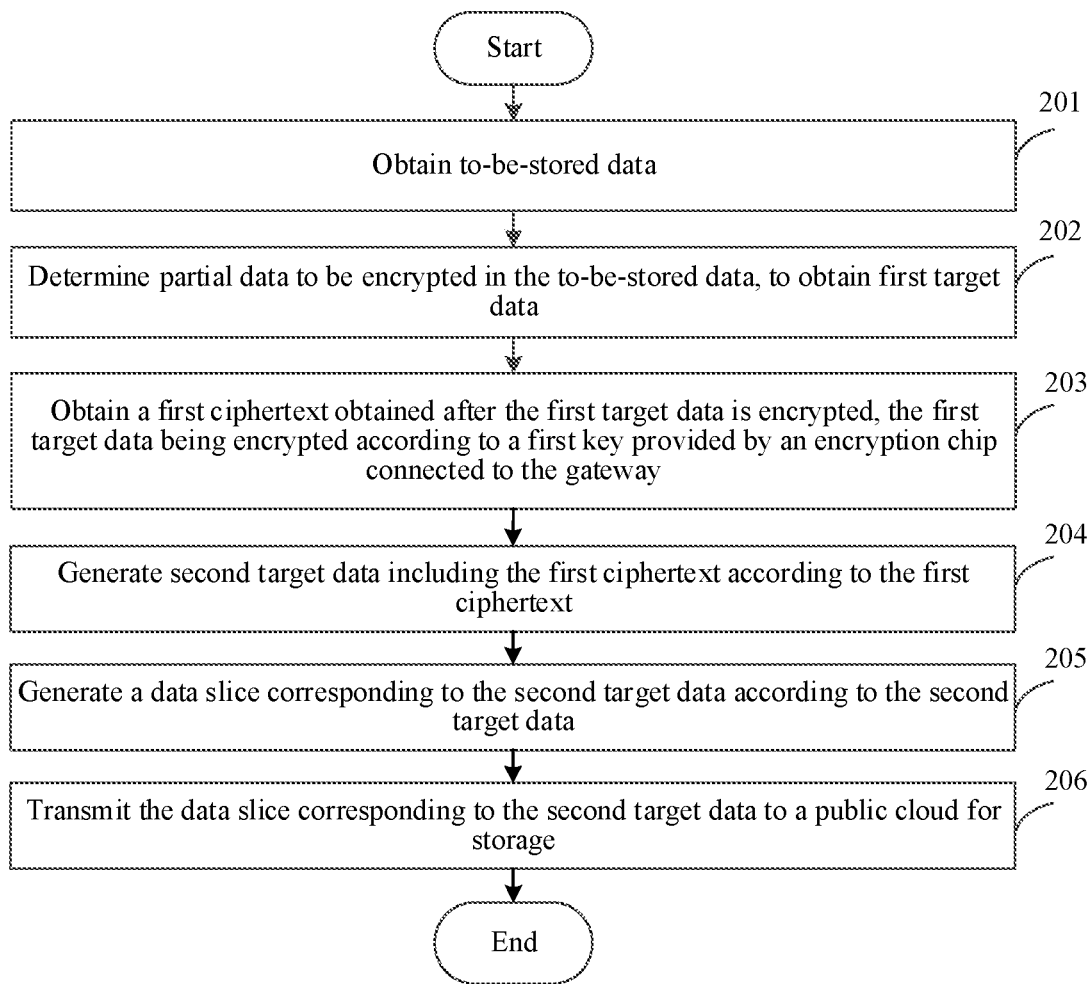 Start
201
Obtain to-be-stored data
202
Determine partial data to be encrypted in the to-be-stored data, to obtain first target
data
203
Obtain a first ciphertext obtained after the first target data is encrypted, the first
target data being encrypted according to a first key provided by an encryption chip
connected to the gateway
204
Generate second target data including the first ciphertext according to the first
ciphertext
205
Generate a data slice corresponding to the second target data according to the second
target data
206
Transmit the data slice corresponding to the second target data to a public cloud for
storage
End